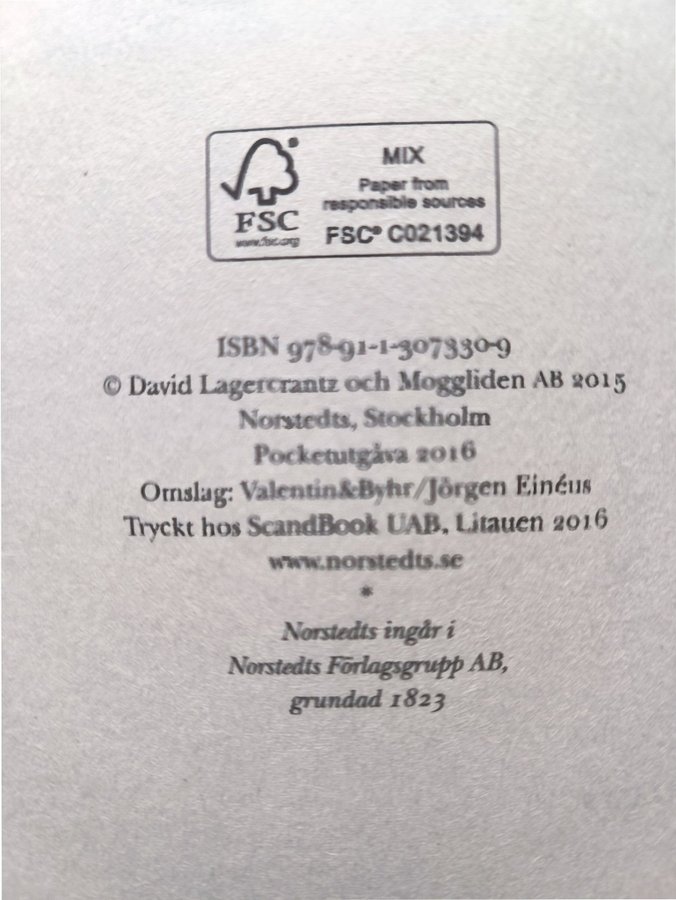 MIX
Paper from
responsible sources
FSC® C021394
FSC
www.fsc.org
ISBN 978-91-1-307330-9
© David Lagercrantz och Moggliden AB 2015
Norstedts, Stockholm
Pocketutgåva 2016
Omslag: Valentin&Byhr/Jörgen Einéus
Tryckt hos ScandBook UAB, Litauen 2016
www.norstedts.se
*
Norstedts ingår i
Norstedts Förlagsgrupp AB,
grundad 1823